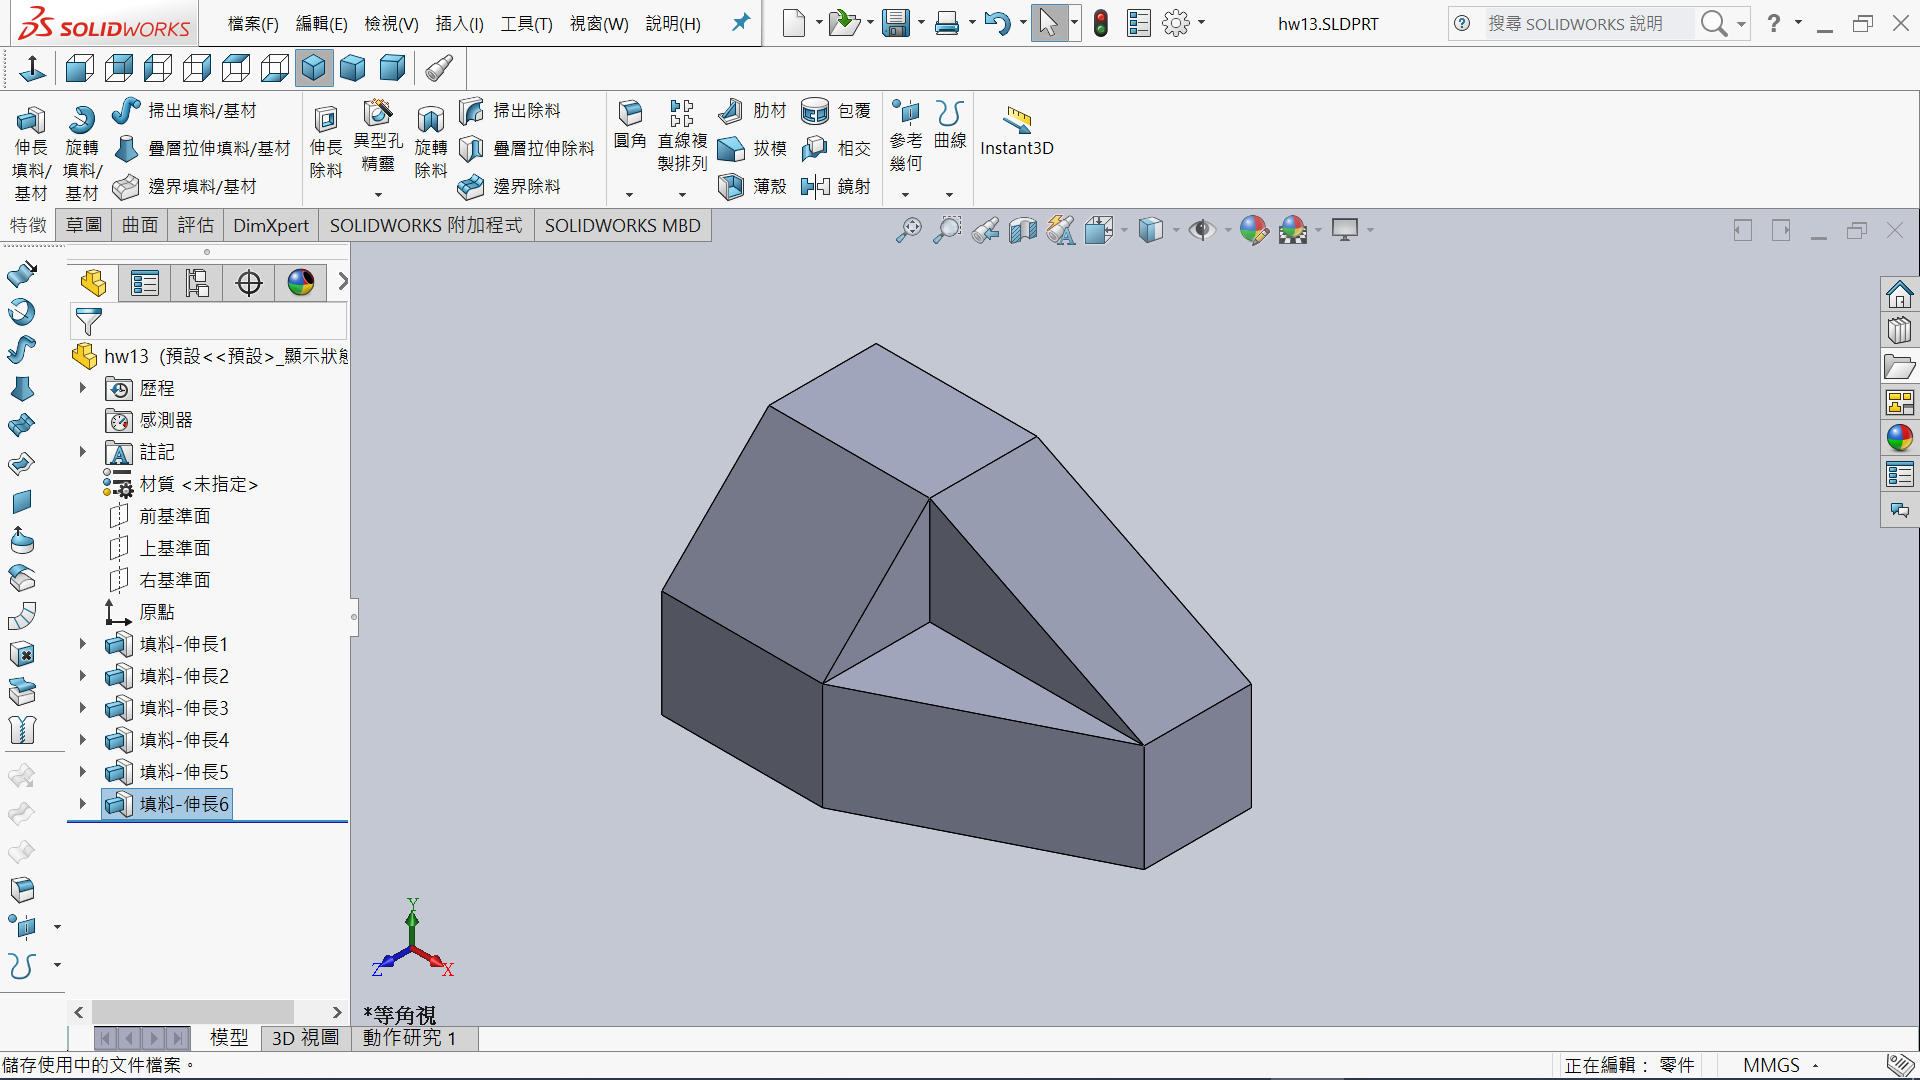 SOLIDWORKS 檔案(F) 編輯(E) 檢視(V) 插入(I) 工具(T) 視窗(W) 說明(H) hw13.SLDPRT 搜尋 SOLIDWORKS 說明 ?
伸長填料/基材
旋轉填料/基材
掃出填料/基材
疊層拉伸填料/基材
邊界填料/基材
伸長除料
異型孔精靈
旋轉除料
掃出除料
疊層拉伸除料
邊界除料
圓角
直線複製排列
肋材
拔模
薄殼
包覆
相交
鏡射
參考幾何
曲線
Instant3D
特徵 草圖 曲面 評估 DimXpert SOLIDWORKS 附加程式 SOLIDWORKS MBD
hw13 (預設<<預設>_顯示狀態
歷程
感測器
註記
材質 <未指定>
前基準面
上基準面
右基準面
原點
填料-伸長1
填料-伸長2
填料-伸長3
填料-伸長4
填料-伸長5
填料-伸長6
Y
Z
X
*等角視
模型 3D 視圖 動作研究 1
儲存使用中的文件檔案。 正在編輯： 零件 MMGS